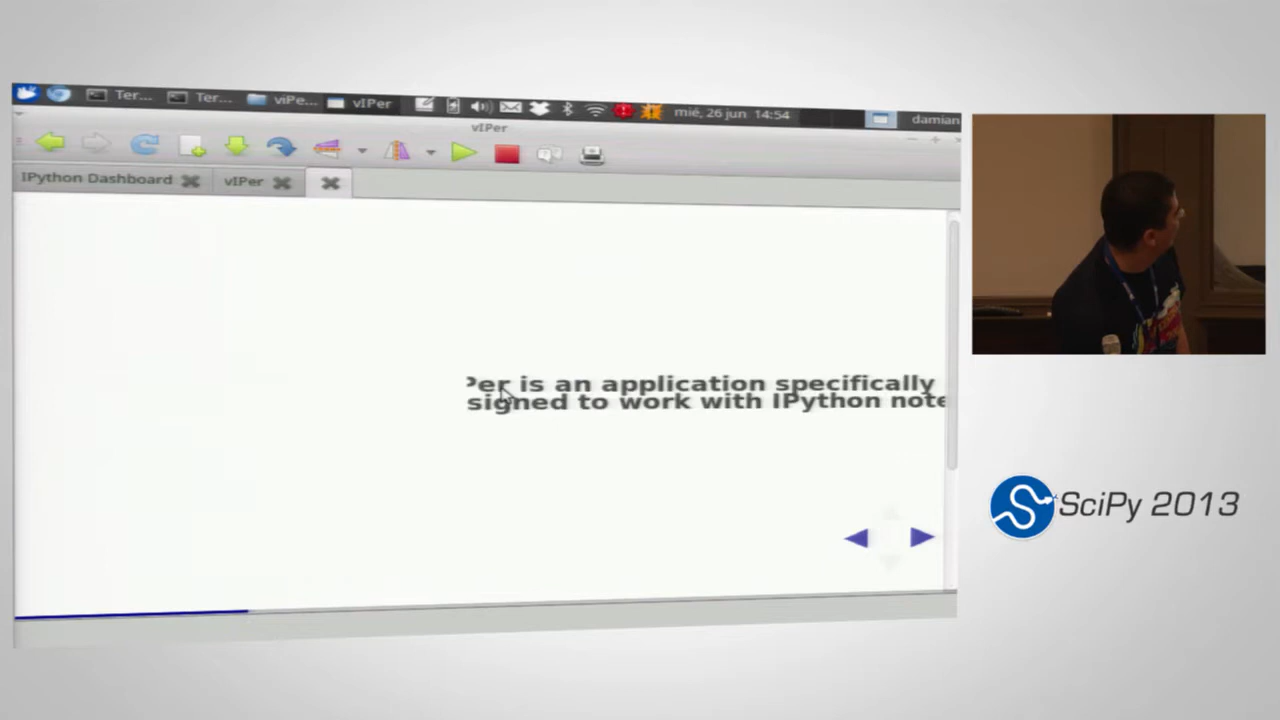 Ter...
Ter...
viPe...
vIPer
mié, 26 jun 14:54
damian
vIPer
IPython Dashboard
vIPer
Per is an application specifically
signed to work with IPython note
SciPy 2013